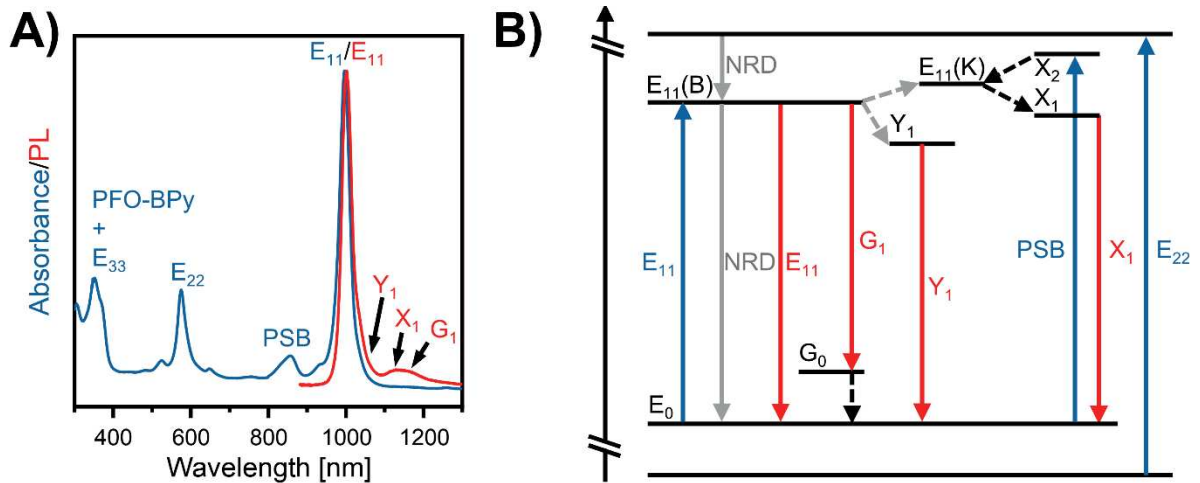 A)
Absorbance/PL
E₁₁/E₁₁
PFO-BPy
+
E₃₃
E₂₂
PSB
Y₁
X₁
G₁
400 600 800 1000 1200
Wavelength [nm]
B)
NRD
E₁₁(B)
E₁₁(K)
X₂
X₁
Y₁
E₁₁
NRD
E₁₁
G₁
Y₁
PSB
X₁
E₂₂
G₀
E₀